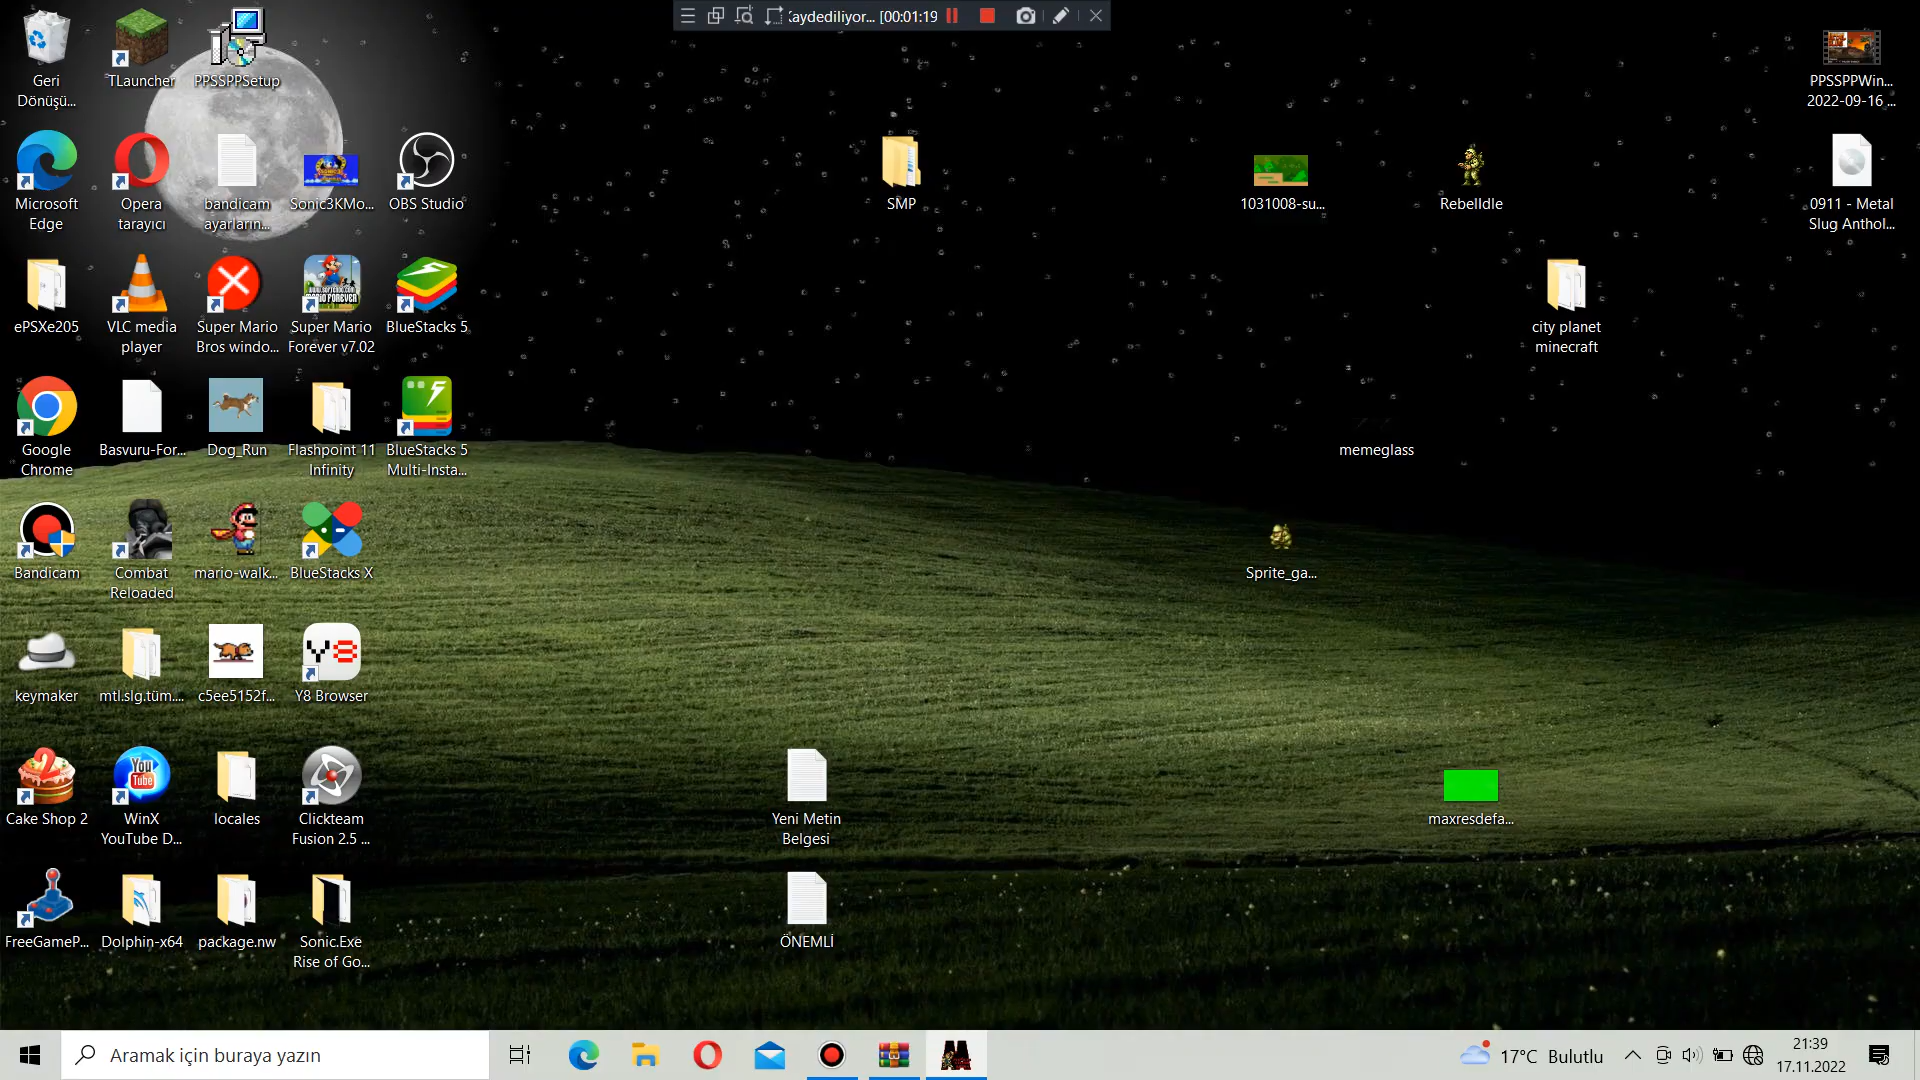 Kaydediliyor... [00:01:19
Geri
Dönüşü...
TLauncher
PPSSPPSetup
PPSSPPWin...
2022-09-16 ...
Microsoft
Edge
Opera
tarayıcı
bandicam
ayarların...
Sonic3KMo...
OBS Studio
SMP
1031008-su...
RebelIdle
0911 - Metal
Slug Anthol...
ePSXe205
VLC media
player
Super Mario
Bros windo...
Super Mario
Forever v7.02
BlueStacks 5
city planet
minecraft
Google
Chrome
Basvuru-For...
Dog_Run
Flashpoint 11
Infinity
BlueStacks 5
Multi-Insta...
memeglass
Bandicam
Combat
Reloaded
mario-walk...
BlueStacks X
Sprite_ga...
keymaker
mtl.slg.tüm....
c5ee5152f...
Y8
Y8 Browser
Cake Shop 2
You
Tube
WinX
YouTube D...
locales
Clickteam
Fusion 2.5 ...
Yeni Metin
Belgesi
maxresdefa...
FreeGameP...
Dolphin-x64
package.nw
Sonic.Exe
Rise of Go...
ÖNEMLİ
Aramak için buraya yazın
17°C Bulutlu
21:39
17.11.2022